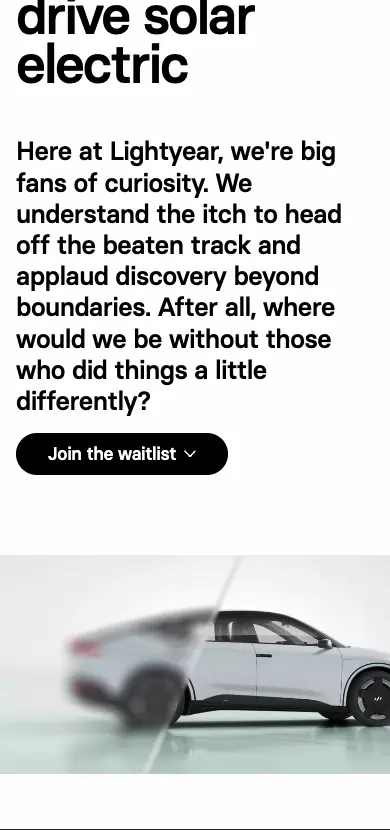 drive solar
electric
Here at Lightyear, we're big
fans of curiosity. We
understand the itch to head
off the beaten track and
applaud discovery beyond
boundaries. After all, where
would we be without those
who did things a little
differently?
Join the waitlist